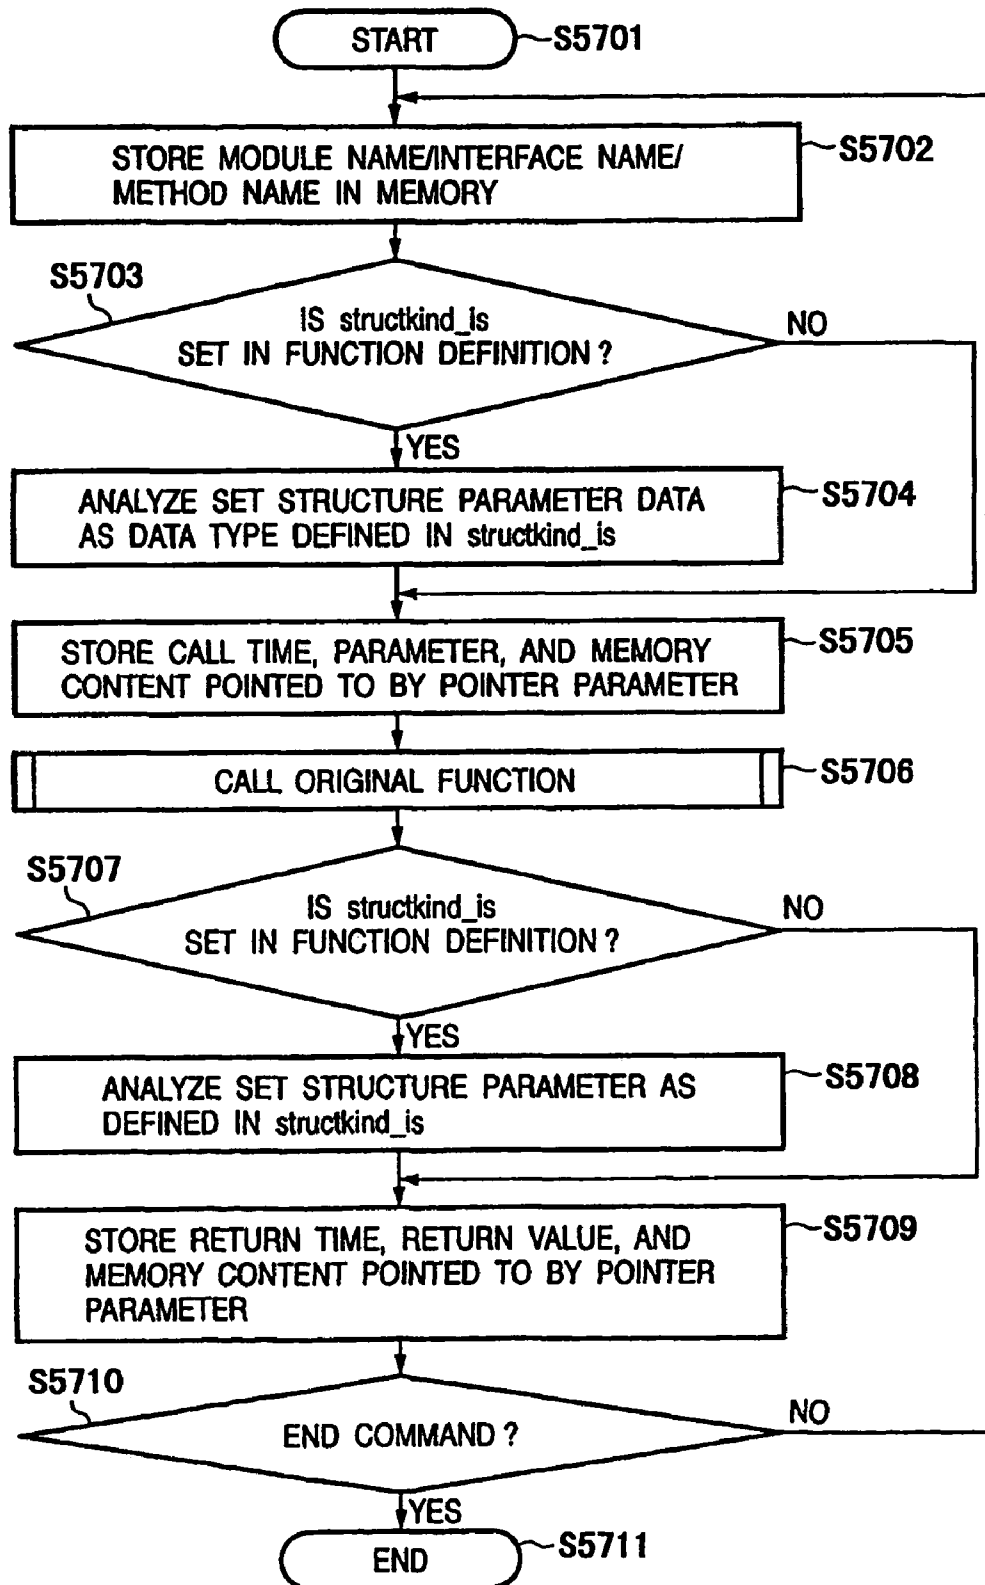 START
S5701
STORE MODULE NAME/INTERFACE NAME/
METHOD NAME IN MEMORY
S5702
S5703
IS structkind_is
SET IN FUNCTION DEFINITION ?
NO
YES
ANALYZE SET STRUCTURE PARAMETER DATA
AS DATA TYPE DEFINED IN structkind_is
S5704
STORE CALL TIME, PARAMETER, AND MEMORY
CONTENT POINTED TO BY POINTER PARAMETER
S5705
CALL ORIGINAL FUNCTION
S5706
S5707
IS structkind_is
SET IN FUNCTION DEFINITION ?
NO
YES
ANALYZE SET STRUCTURE PARAMETER AS
DEFINED IN structkind_is
S5708
STORE RETURN TIME, RETURN VALUE, AND
MEMORY CONTENT POINTED TO BY POINTER
PARAMETER
S5709
S5710
END COMMAND ?
NO
YES
END
S5711